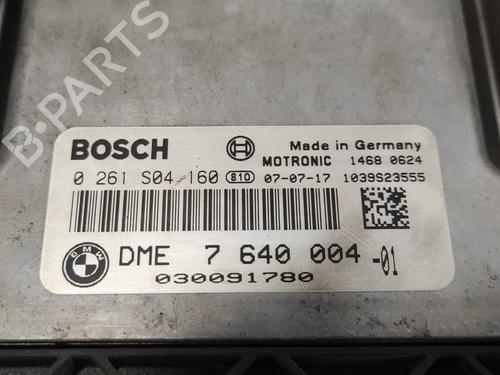 BOSCH
Made in Germany
MOTRONIC 1468 0624
0 261 S04 160 810 07-07-17 1039S23555
BMW
DME 7 640 004 -01
030091780
B-PARTS